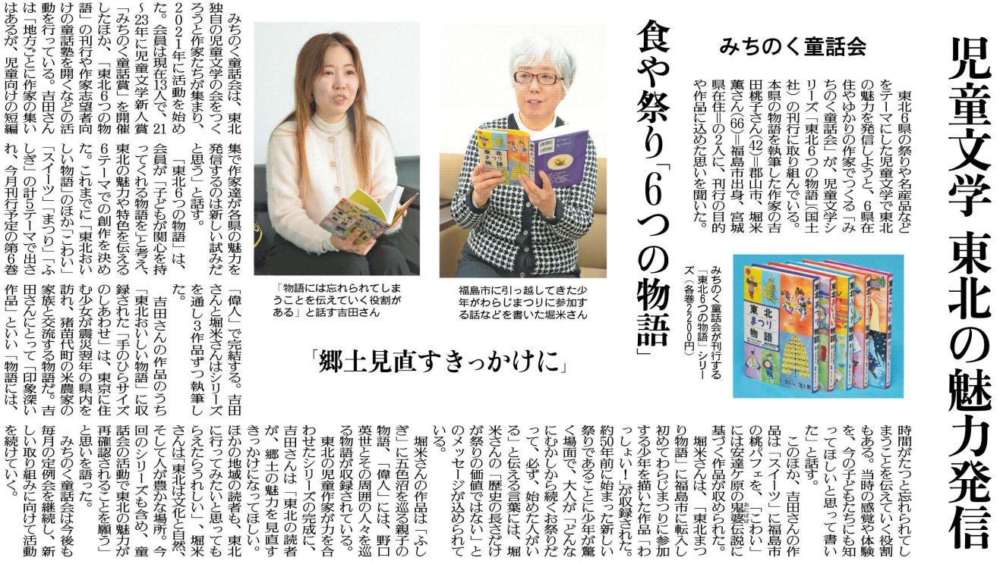 児童文学 東北の魅力発信
みちのく童話会
食や祭り「6つの物語」
東北6県の祭りや名産品など
をテーマにした児童文学で東北
の魅力を発信しようと、6県在
住やゆかりの作家でつくる「み
ちのく童話会」が、児童文学シ
リーズ「東北6つの物語」(国土
社)の刊行に取り組んでいる。
本県の物語を執筆した作家の吉
田桃子さん(42)=郡山市、堀米
薫さん(66)=福島市出身、宮城
県在住=の2人に、刊行の目的
や作品に込めた思いを聞いた。
みちのく童話会が刊行する
「東北6つの物語」シリー
ズ(各巻2200円)
東北
まつり
物語
福島市に引っ越してきた少
年がわらじまつりに参加す
る話などを書いた堀米さん
「物語には忘れられてしま
うことを伝えていく役割が
ある」と話す吉田さん
「郷土見直すきっかけに」
みちのく童話会は、東北
独自の児童文学の会をつく
ろうと作家たちが集まり、
2021年に活動を始め
た。会員は現在13人で、21
~23年に児童文学新人賞
「みちのく童話賞」を開催
したほか、「東北6つの物
語」の刊行や作家志望者向
けの童話塾を開くなどの活
動を行っている。吉田さん
は「地方ごとに作家の集い
はあるが、児童向けの短編
集で作家達が各県の魅力を
発信するのは新しい試みだ
と思う」と話す。
「東北6つの物語」は、
会員が「子どもが関心を持
ってくれる物語を」と考え、
東北の魅力や特色を伝える
6テーマでの創作を決め
た。これまでに「東北おい
しい物語」のほか「こわい」
「スイーツ」「まつり」「ふ
しぎ」の計5テーマで出さ
れ、今月刊行予定の第6巻
「偉人」で完結する。吉田
さんと堀米さんはシリーズ
を通し3作品ずつ執筆し
た。
吉田さんの作品のうち
「東北おいしい物語」に収
録された「手のひらサイズ
のしあわせ」は、東京に住
む少女が震災翌年の県内を
訪れ、猪苗代町の米農家の
家族と交流する物語だ。吉
田さんにとって「印象深い
作品」といい「物語には、
時間がたつと忘れられてし
まうことを伝えていく役割
もある。当時の感覚や体験
を、今の子どもたちにも知
ってほしいと思って書い
た」と話す。
このほか、吉田さんの作
品は「スイーツ」に福島市
の桃パフェを、「こわい」
には安達ケ原の鬼婆伝説に
おにばば
基づく作品が収められた。
堀米さんは、「東北まつ
り物語」に福島市に転入し
初めてわらじまつりに参加
する少年を描いた作品「わ
っしょい!」が収録された。
約50年前に始まった新しい
祭りであることに少年が驚
く場面で、大人が「どんな
にむかしから続くお祭りだ
って、必ず、始めた人がい
る」と伝える言葉には、堀
米さんの「歴史の長さだけ
が祭りの価値ではない」と
のメッセージが込められて
いる。
堀米さんの作品は「ふし
ぎ」に五色沼を巡る親子の
物語、「偉人」には、野口
英世とその周囲の人々を巡
る物語が収録されている。
東北の児童作家が力を合
わせたシリーズの完成に、
吉田さんは「東北の読者
が、郷土の魅力を見直す
きっかけになってほしい。
ほかの地域の読者も、東北
に行ってみたいと思っても
らえたらうれしい」、堀米
さんは「東北は文化と自然、
そして人が豊かな場所。今
回のシリーズも含め、童
話会の活動で東北の魅力が
再確認されることを願う」
と思いを語った。
みちのく童話会は今後も
毎月の定例会を継続し、新
しい取り組みに向けて活動
を続けていく。